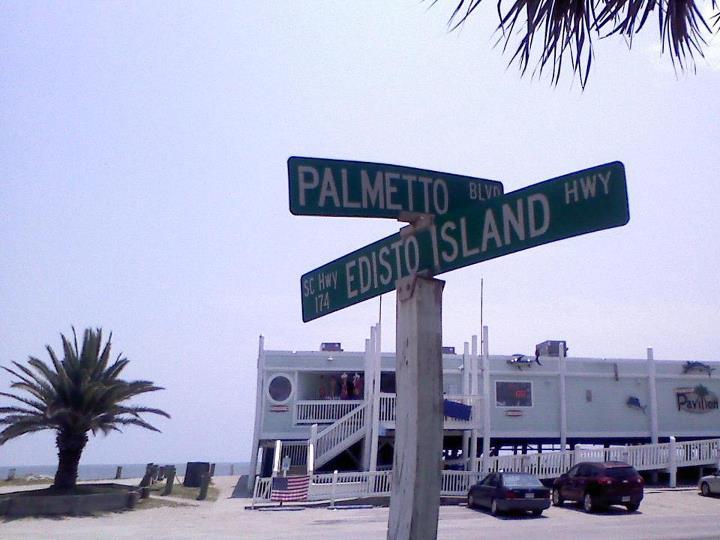 PALMETTO BLVD
SC HWY 174 EDISTO ISLAND HWY
Pavilion